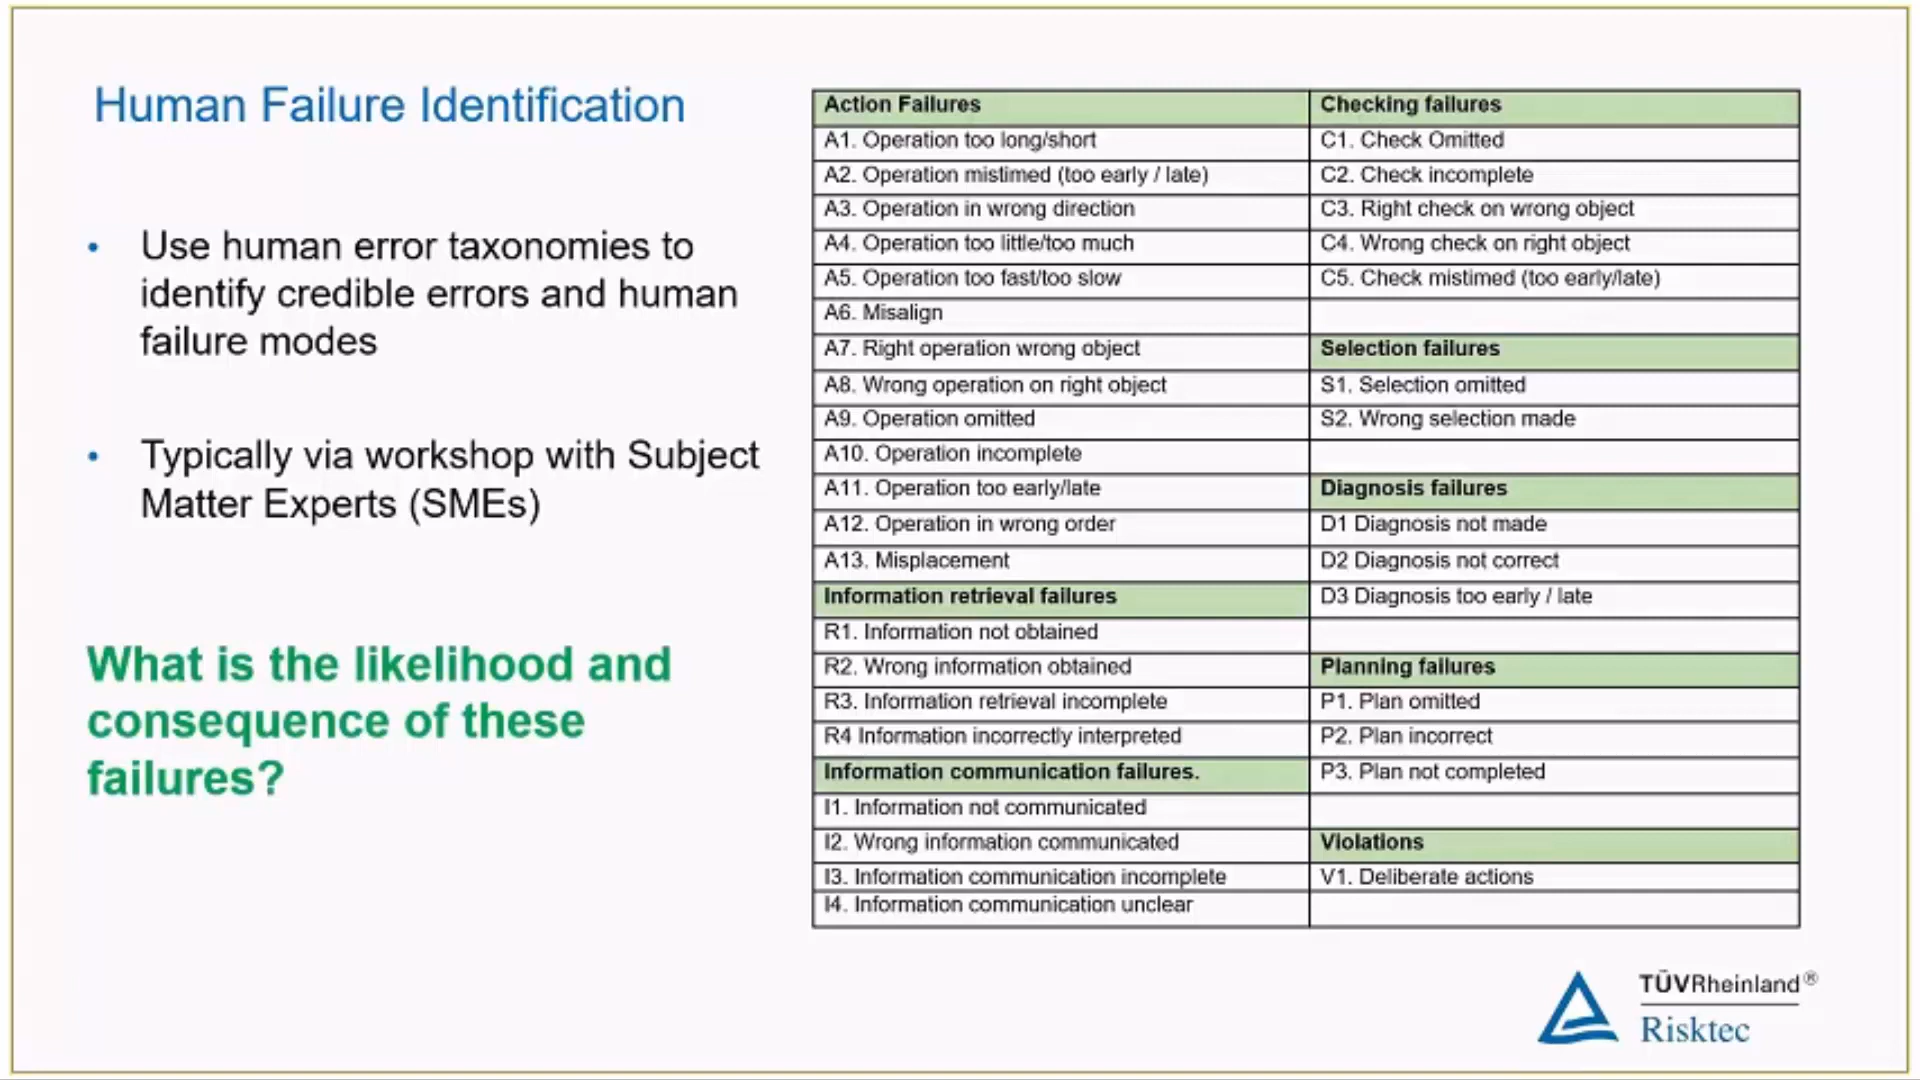 Human Failure Identification
• Use human error taxonomies to
identify credible errors and human
failure modes
• Typically via workshop with Subject
Matter Experts (SMEs)
What is the likelihood and
consequence of these
failures?
Action Failures
A1. Operation too long/short
A2. Operation mistimed (too early / late)
A3. Operation in wrong direction
A4. Operation too little/too much
A5. Operation too fast/too slow
A6. Misalign
A7. Right operation wrong object
A8. Wrong operation on right object
A9. Operation omitted
A10. Operation incomplete
A11. Operation too early/late
A12. Operation in wrong order
A13. Misplacement
Information retrieval failures
R1. Information not obtained
R2. Wrong information obtained
R3. Information retrieval incomplete
R4 Information incorrectly interpreted
Information communication failures.
I1. Information not communicated
I2. Wrong information communicated
I3. Information communication incomplete
I4. Information communication unclear
Checking failures
C1. Check Omitted
C2. Check incomplete
C3. Right check on wrong object
C4. Wrong check on right object
C5. Check mistimed (too early/late)
Selection failures
S1. Selection omitted
S2. Wrong selection made
Diagnosis failures
D1 Diagnosis not made
D2 Diagnosis not correct
D3 Diagnosis too early / late
Planning failures
P1. Plan omitted
P2. Plan incorrect
P3. Plan not completed
Violations
V1. Deliberate actions
TÜVRheinland®
Risktec